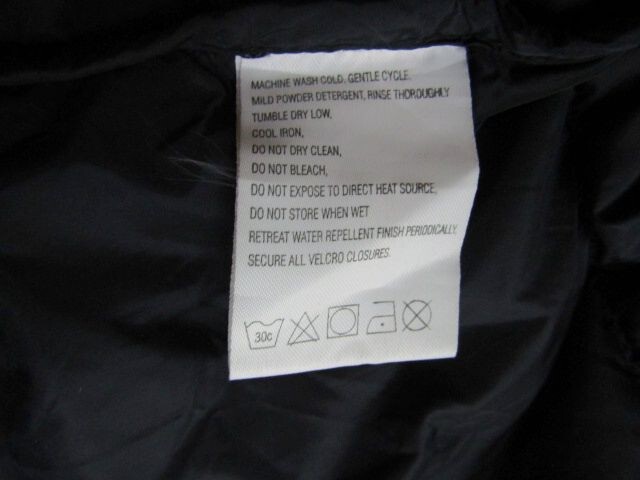 MACHINE WASH COLD. GENTLE CYCLE.
MILD POWDER DETERGENT, RINSE THOROUGHLY
TUMBLE DRY LOW,
COOL IRON,
DO NOT DRY CLEAN,
DO NOT BLEACH,
DO NOT EXPOSE TO DIRECT HEAT SOURCE,
DO NOT STORE WHEN WET
RETREAT WATER REPELLENT FINISH PERIODICALLY.
SECURE ALL VELCRO CLOSURES.
30c